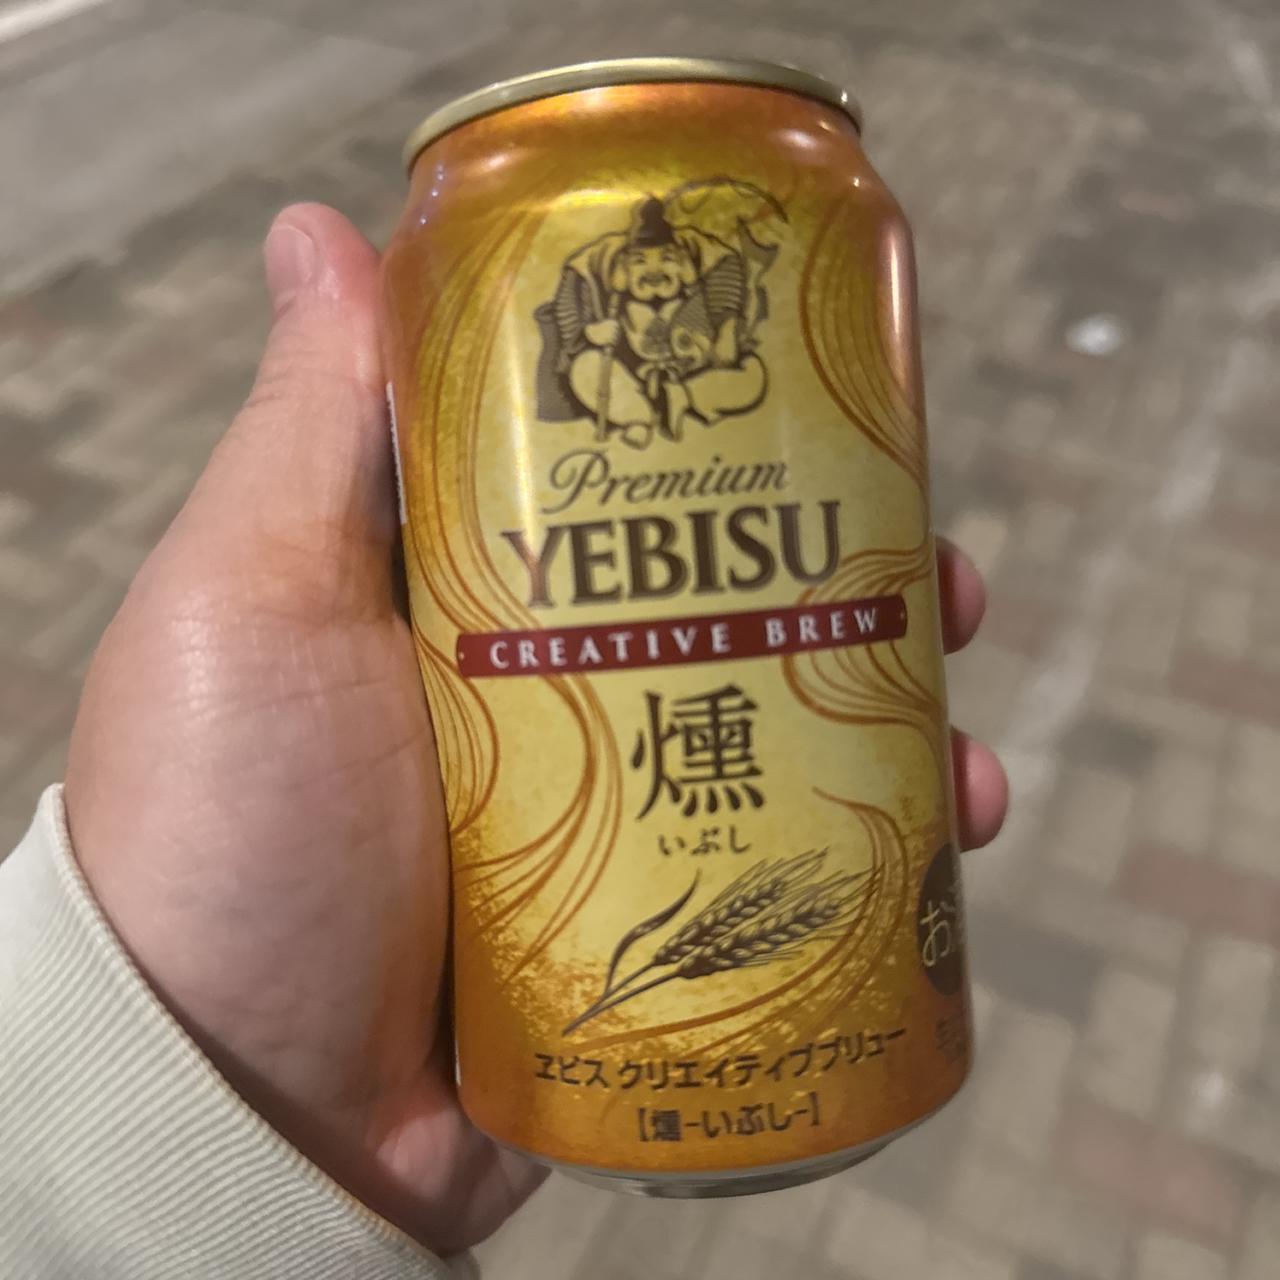 Premium
YEBISU
CREATIVE BREW
燻
いぶし
お
ヱビス クリエイティブブリュー
【燻-いぶし-】